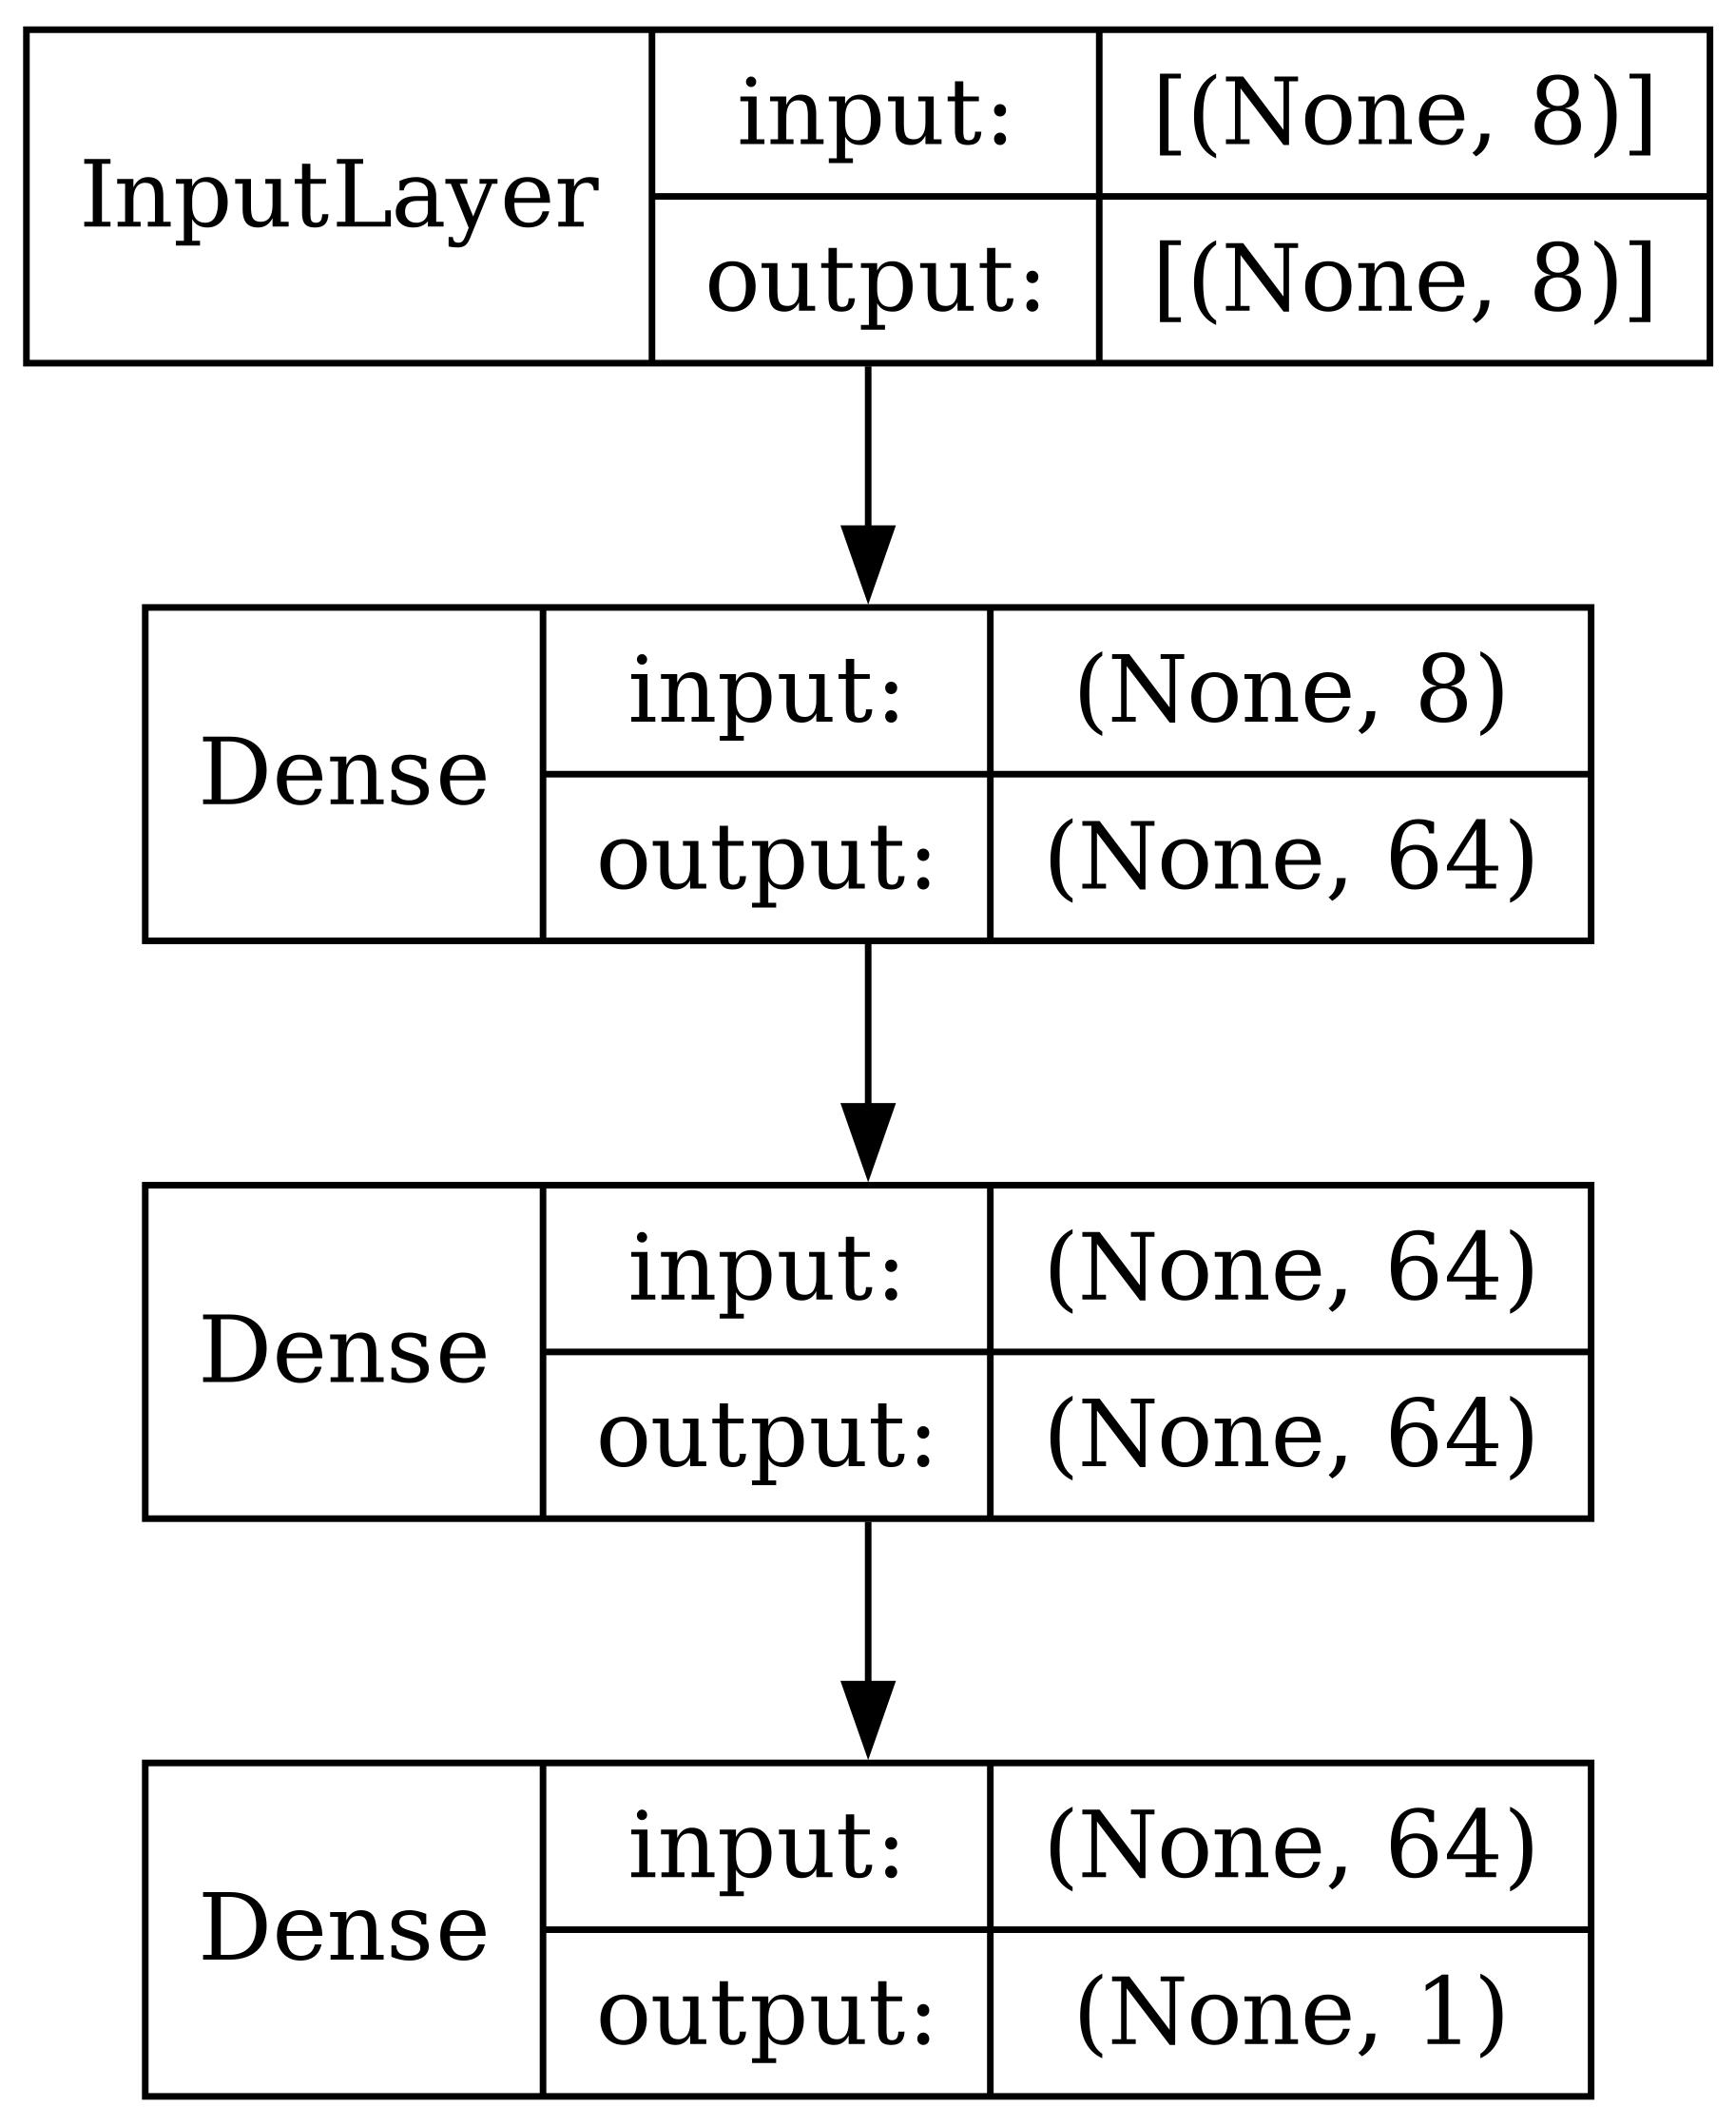 InputLayer
input: [(None, 8)]
output: [(None, 8)]
Dense
input: (None, 8)
output: (None, 64)
Dense
input: (None, 64)
output: (None, 64)
Dense
input: (None, 64)
output: (None, 1)